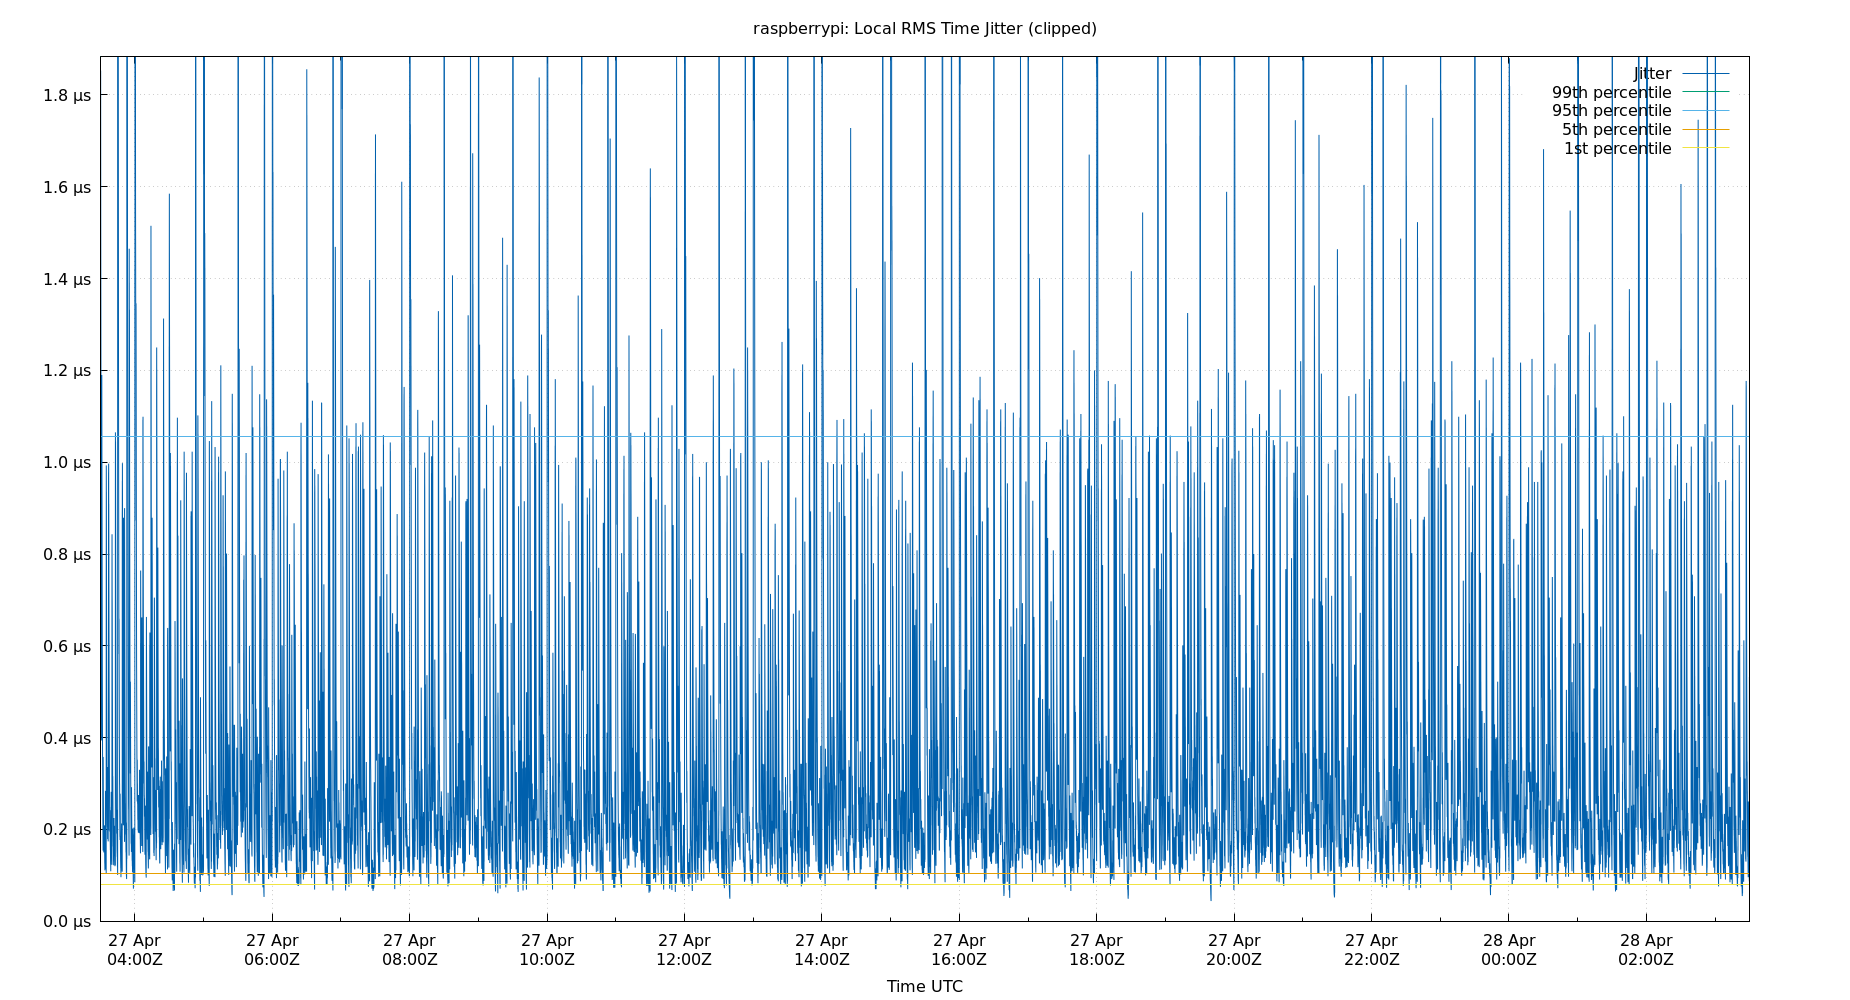 raspberrypi: Local RMS Time Jitter (clipped)
Jitter
99th percentile
95th percentile
5th percentile
1st percentile
1.8 µs
1.6 µs
1.4 µs
1.2 µs
1.0 µs
0.8 µs
0.6 µs
0.4 µs
0.2 µs
0.0 µs
27 Apr 27 Apr 27 Apr 27 Apr 27 Apr 27 Apr 27 Apr 27 Apr 27 Apr 27 Apr 28 Apr 28 Apr
04:00Z 06:00Z 08:00Z 10:00Z 12:00Z 14:00Z 16:00Z 18:00Z 20:00Z 22:00Z 00:00Z 02:00Z
Time UTC